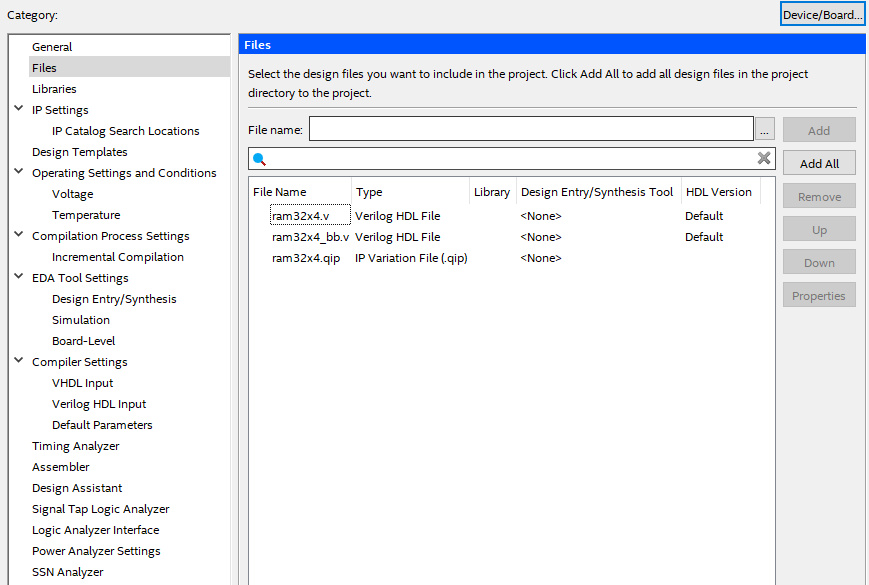 Category:
Device/Board...
General
Files
Libraries
IP Settings
IP Catalog Search Locations
Design Templates
Operating Settings and Conditions
Voltage
Temperature
Compilation Process Settings
Incremental Compilation
EDA Tool Settings
Design Entry/Synthesis
Simulation
Board-Level
Compiler Settings
VHDL Input
Verilog HDL Input
Default Parameters
Timing Analyzer
Assembler
Design Assistant
Signal Tap Logic Analyzer
Logic Analyzer Interface
Power Analyzer Settings
SSN Analyzer
Files
Select the design files you want to include in the project. Click Add All to add all design files in the project
directory to the project.
File name:
...
Add
Add All
Remove
Up
Down
Properties
File Name Type Library Design Entry/Synthesis Tool HDL Version
ram32x4.v Verilog HDL File <None> Default
ram32x4_bb.v Verilog HDL File <None> Default
ram32x4.qip IP Variation File (.qip) <None>